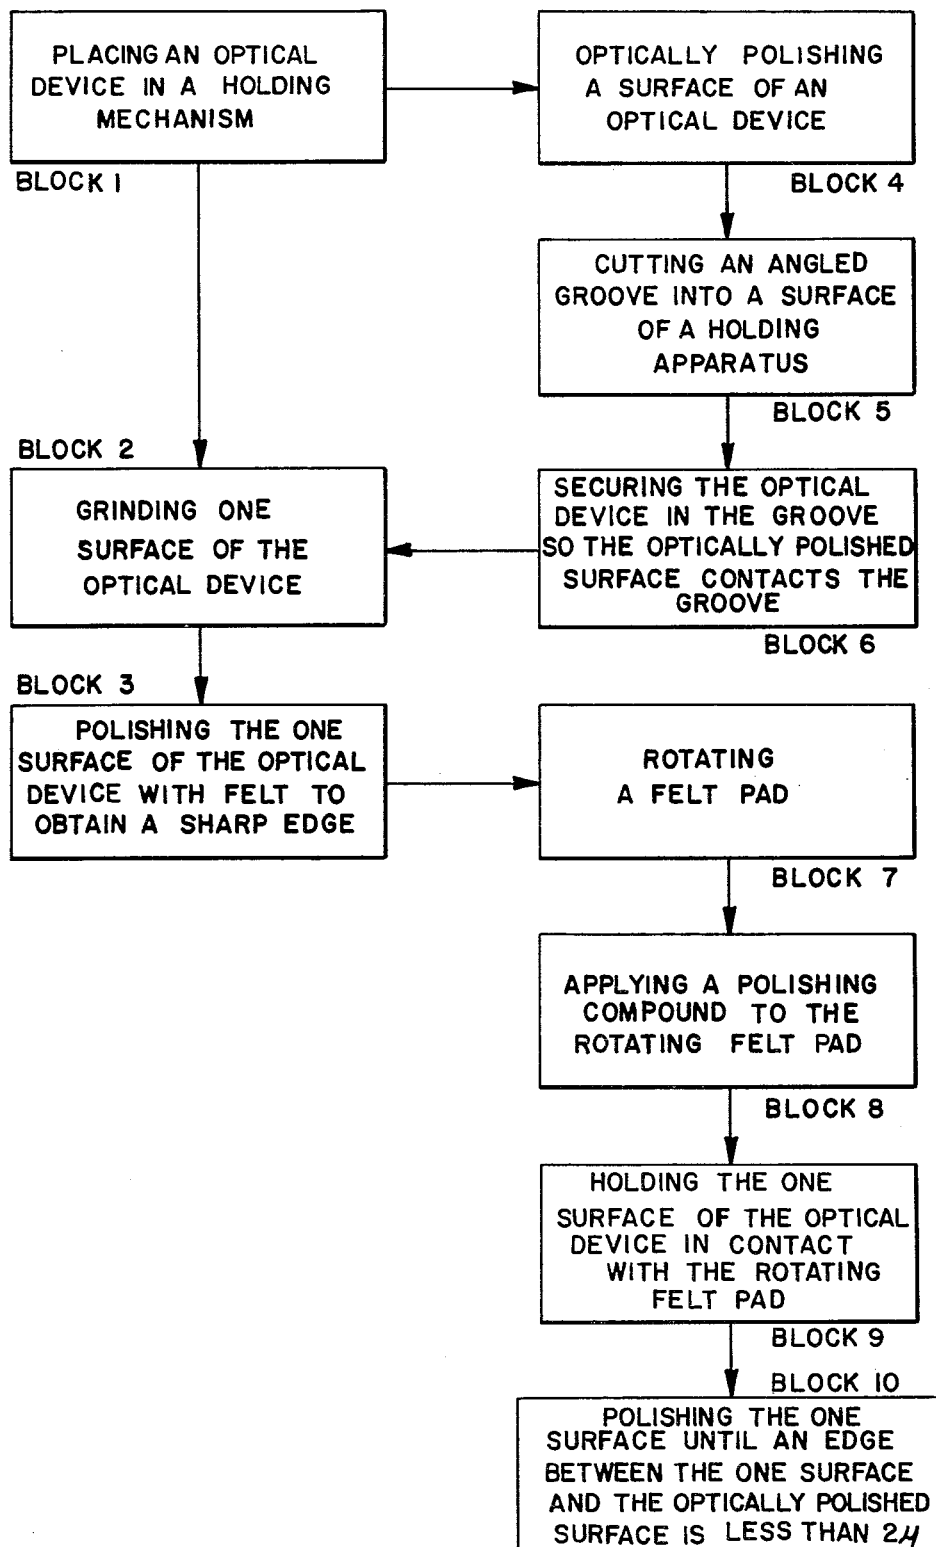 PLACING AN OPTICAL
DEVICE IN A HOLDING
MECHANISM
BLOCK 1
OPTICALLY POLISHING
A SURFACE OF AN
OPTICAL DEVICE
BLOCK 4
CUTTING AN ANGLED
GROOVE INTO A SURFACE
OF A HOLDING
APPARATUS
BLOCK 5
BLOCK 2
GRINDING ONE
SURFACE OF THE
OPTICAL DEVICE
SECURING THE OPTICAL
DEVICE IN THE GROOVE
SO THE OPTICALLY POLISHED
SURFACE CONTACTS THE
GROOVE
BLOCK 6
BLOCK 3
POLISHING THE ONE
SURFACE OF THE OPTICAL
DEVICE WITH FELT TO
OBTAIN A SHARP EDGE
ROTATING
A FELT PAD
BLOCK 7
APPLYING A POLISHING
COMPOUND TO THE
ROTATING FELT PAD
BLOCK 8
HOLDING THE ONE
SURFACE OF THE OPTICAL
DEVICE IN CONTACT
WITH THE ROTATING
FELT PAD
BLOCK 9
BLOCK 10
POLISHING THE ONE
SURFACE UNTIL AN EDGE
BETWEEN THE ONE SURFACE
AND THE OPTICALLY POLISHED
SURFACE IS LESS THAN 2μ